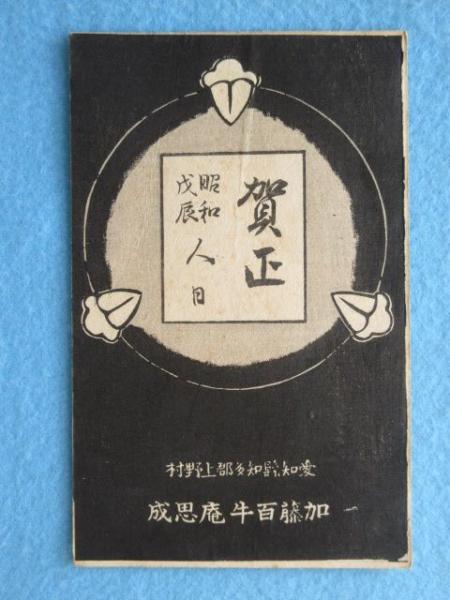 賀正
昭和
戊辰
人日
愛知縣知多郡上野村
加藤百牛庵思成